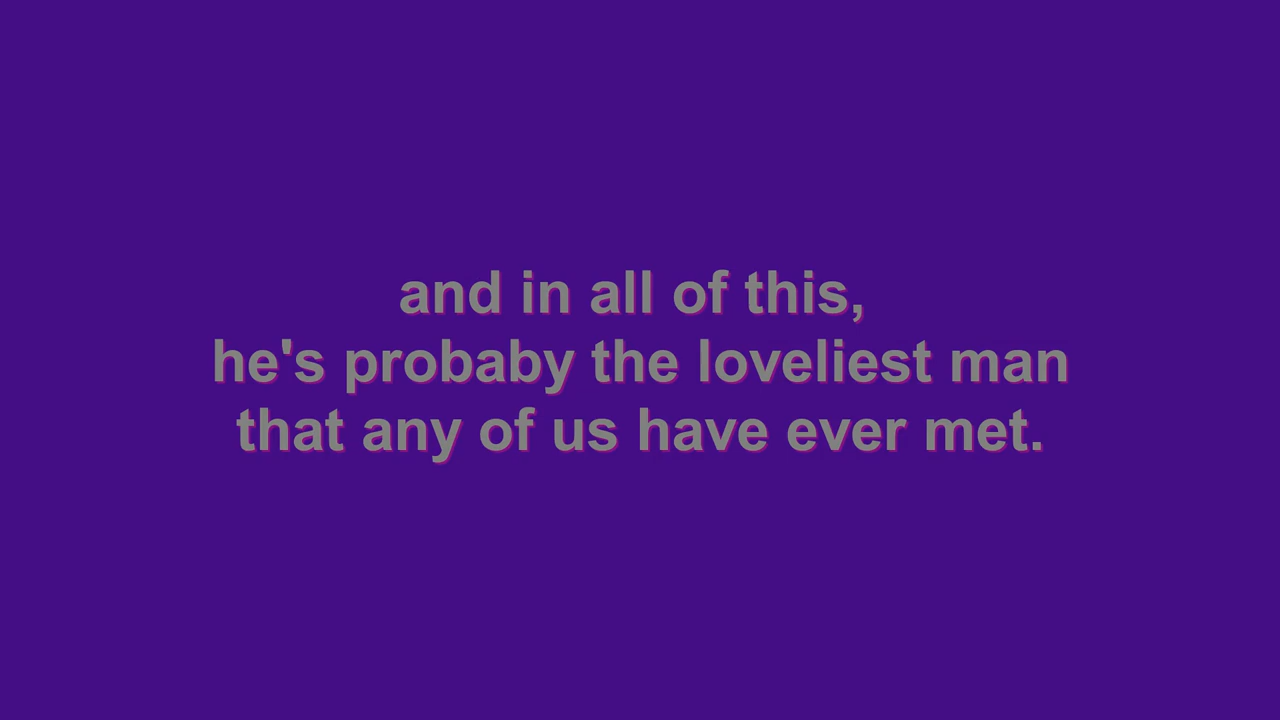 and in all of this,
he's probaby the loveliest man
that any of us have ever met.